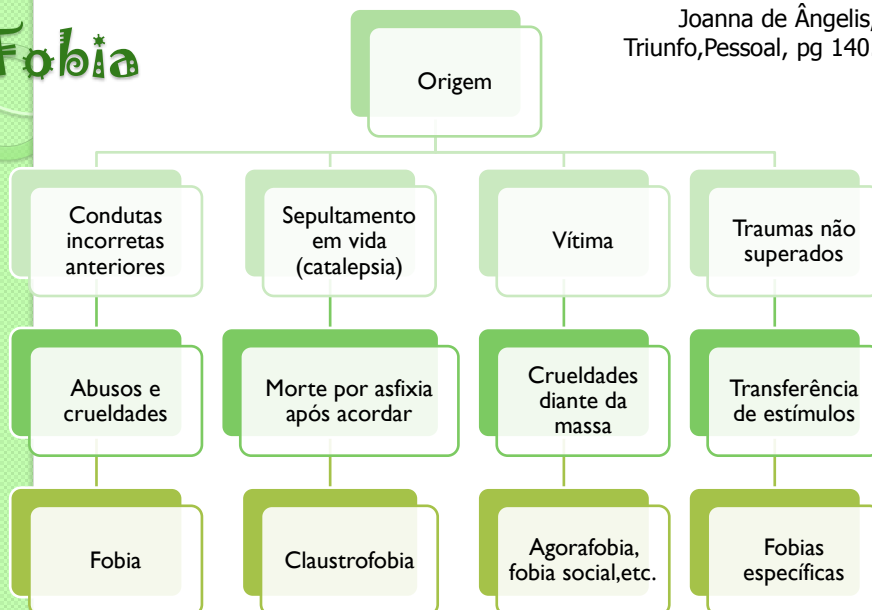 Fobia
Joanna de Ângelis,
Triunfo,Pessoal, pg 140
Origem
Condutas
incorretas
anteriores
Sepultamento
em vida
(catalepsia)
Vítima
Traumas não
superados
Abusos e
crueldades
Morte por asfixia
após acordar
Crueldades
diante da
massa
Transferência
de estímulos
Fobia
Claustrofobia
Agorafobia,
fobia social,etc.
Fobias
específicas